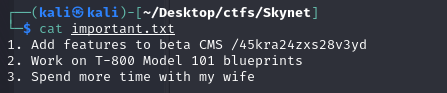 ┌──(kali㉿kali)-[~/Desktop/ctfs/Skynet]
└─$ cat important.txt
1. Add features to beta CMS /45kra24zxs28v3yd
2. Work on T-800 Model 101 blueprints
3. Spend more time with my wife